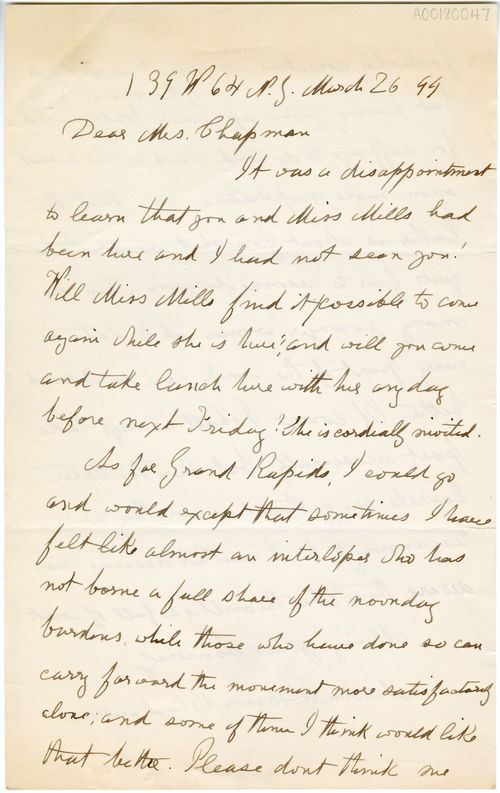 A00180047
139 W 64 N.Y. March 26 99
Dear Mrs. Chapman
It was a disappointment
to learn that you and Miss Mills had
been here and I had not seen you!
Will Miss Mills find it possible to come
again while she is here; and will you come
and take lunch here with her any day
before next Friday? She is cordially invited.
As for Grand Rapids, I could go
and would except that sometimes I have
felt like almost an interloper who has
not borne a full share of the noonday
burdens, while those who have done so can
carry forward the movement more satisfactorily
alone; and some of them I think would like
that better. Please dont think me